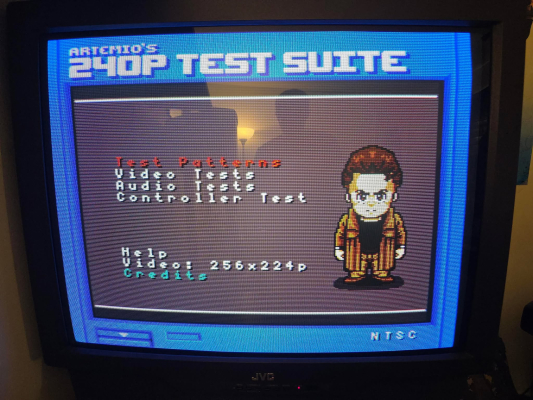 ARTEMIO'S
240P TEST SUITE
Test Patterns
Video Tests
Audio Tests
Controller Test
Help
Video: 256x224p
Credits
NTSC
JVC